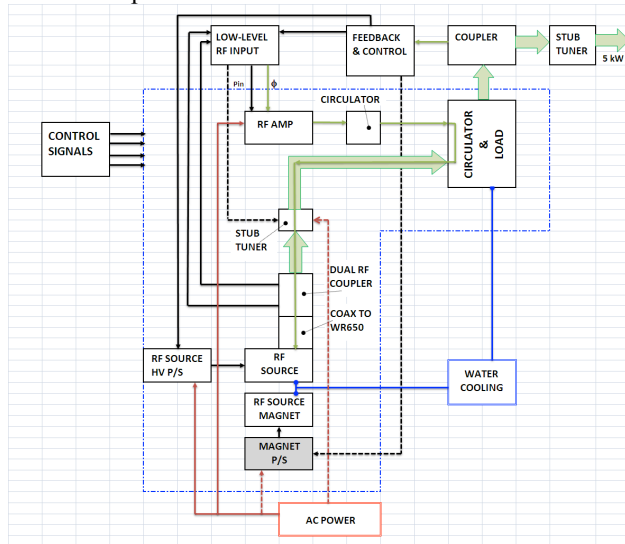 LOW-LEVEL
RF INPUT
FEEDBACK
& CONTROL
COUPLER
STUB
TUNER
5 kW
Pin
ϕ
CIRCULATOR
RF AMP
CONTROL
SIGNALS
CIRCULATOR
&
LOAD
STUB
TUNER
DUAL RF
COUPLER
COAX TO
WR650
RF SOURCE
HV P/S
RF
SOURCE
WATER
COOLING
RF SOURCE
MAGNET
MAGNET
P/S
AC POWER